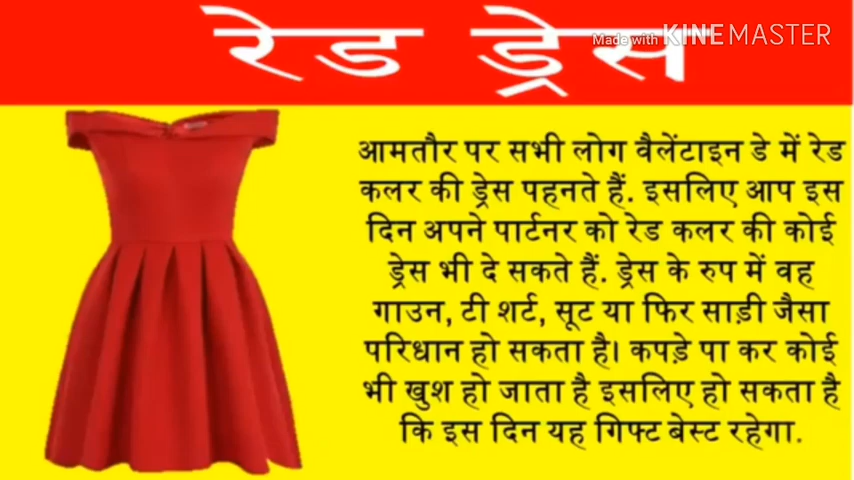 रेड ड्रेस
Made with KINEMASTER
आमतौर पर सभी लोग वैलेंटाइन डे में रेड
कलर की ड्रेस पहनते हैं. इसलिए आप इस
दिन अपने पार्टनर को रेड कलर की कोई
ड्रेस भी दे सकते हैं. ड्रेस के रुप में वह
गाउन, टी शर्ट, सूट या फिर साड़ी जैसा
परिधान हो सकता है। कपड़े पा कर कोई
भी खुश हो जाता है इसलिए हो सकता है
कि इस दिन यह गिफ्ट बेस्ट रहेगा.